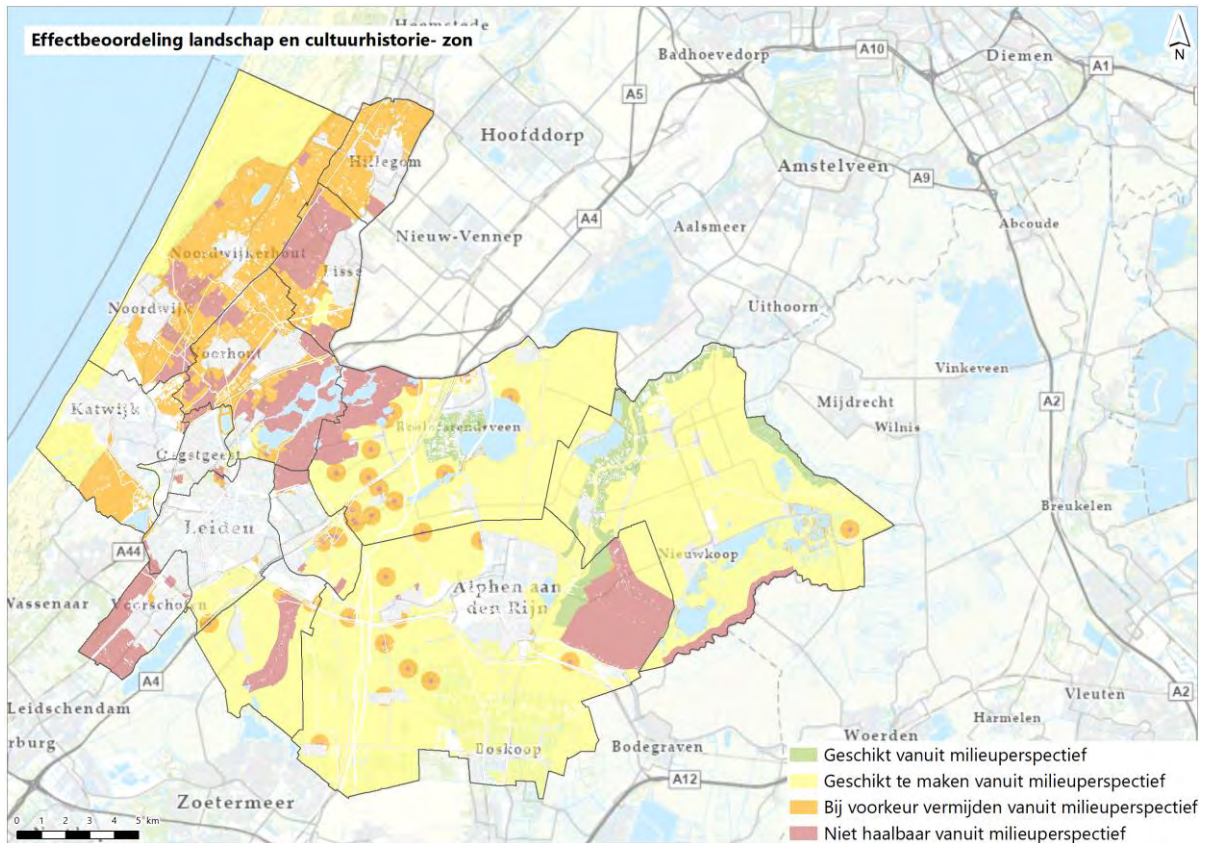 Effectbeoordeling landschap en cultuurhistorie- zon
Heemstede
Badhoevedorp
A10
Diemen
A1
N
A5
Hoofddorp
Hillegom
Amstelveen
A9
A4
Nieuw-Vennep
Aalsmeer
Abcoude
Noordwijkerhout
Lisse
Uithoorn
Noordwijk
Voorhout
Vinkeveen
Mijdrecht
A2
Katwijk
Roelofarendsveen
Wilnis
Oegstgeest
Breukelen
Leiden
Nieuwkoop
A44
Alphen aan
den Rijn
Wassenaar
Voorschoten
A4
Vleuten
A2
Leidschendam
Harmelen
rburg
Woerden
Boskoop
Bodegraven
A12
Zoetermeer
Geschikt vanuit milieuperspectief
Geschikt te maken vanuit milieuperspectief
Bij voorkeur vermijden vanuit milieuperspectief
Niet haalbaar vanuit milieuperspectief
0 1 2 3 4 5 km